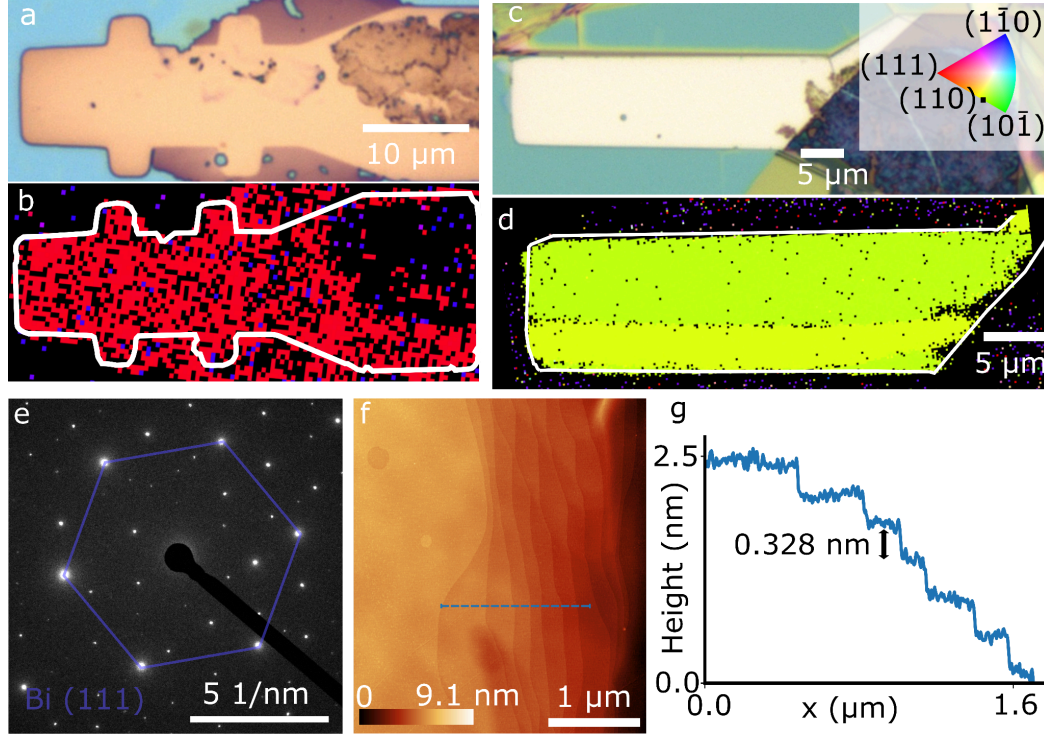 a
10 μm
b
c
(11̅0)
(111)
(110)
(101̅)
5 μm
d
5 μm
e
Bi (111)
5 1/nm
f
0 9.1 nm
1 μm
g
2.5
0.328 nm
Height (nm)
0.0
0.0 1.6
x (μm)